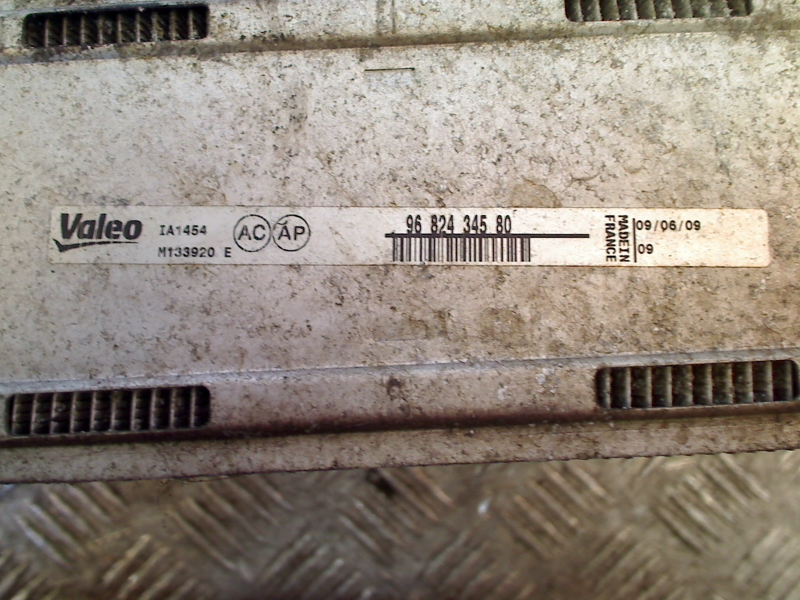 Valeo
IA1454
M133920 E
AC AP
96 824 345 80
MADE IN
FRANCE
09/06/09
09